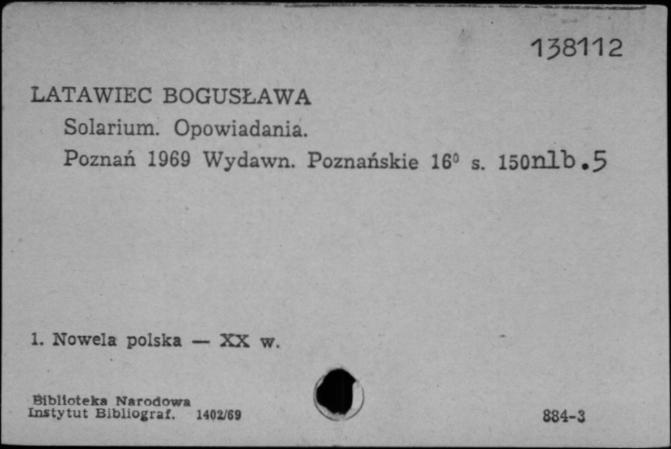 138112
LATAWIEC BOGUSŁAWA
Solarium. Opowiadania.
Poznań 1969 Wydawn. Poznańskie 16⁰ s. 150nlb.5
1. Nowela polska — XX w.
Biblioteka Narodowa
Instytut Bibliograf. 1402/69
884-3